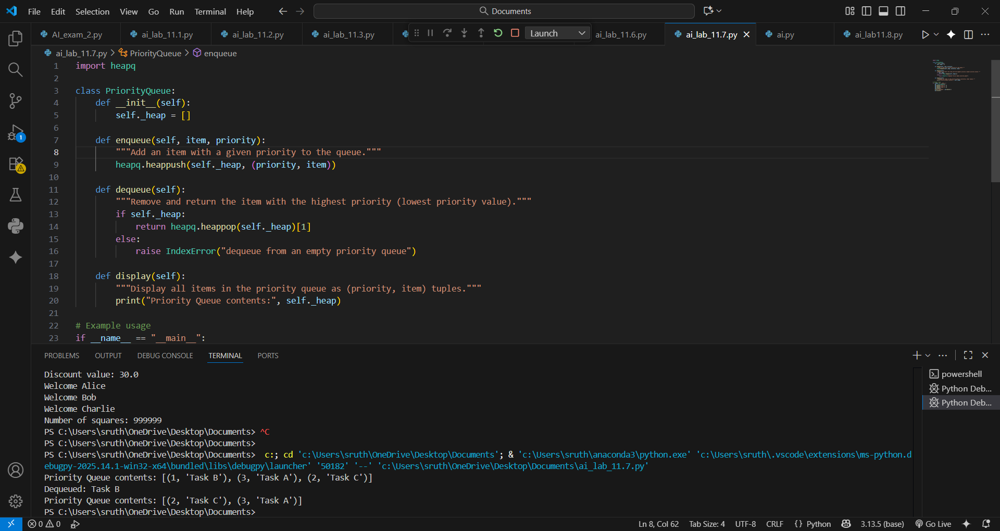 File Edit Selection View Go Run Terminal Help
Documents
AI_exam_2.py
ai_lab_11.1.py
ai_lab_11.2.py
ai_lab_11.3.py
Launch
ai_lab_11.6.py
ai_lab_11.7.py
ai.py
ai_lab11.8.py
ai_lab_11.7.py > PriorityQueue > enqueue
1 import heapq
2
3 class PriorityQueue:
4     def __init__(self):
5         self._heap = []
6
7     def enqueue(self, item, priority):
8         """Add an item with a given priority to the queue."""
9         heapq.heappush(self._heap, (priority, item))
10
11     def dequeue(self):
12         """Remove and return the item with the highest priority (lowest priority value)."""
13         if self._heap:
14             return heapq.heappop(self._heap)[1]
15         else:
16             raise IndexError("dequeue from an empty priority queue")
17
18     def display(self):
19         """Display all items in the priority queue as (priority, item) tuples."""
20         print("Priority Queue contents:", self._heap)
21
22 # Example usage
23 if __name__ == "__main__":
1
PROBLEMS OUTPUT DEBUG CONSOLE TERMINAL PORTS
Discount value: 30.0
Welcome Alice
Welcome Bob
Welcome Charlie
Number of squares: 999999
PS C:\Users\sruth\OneDrive\Desktop\Documents> ^C
PS C:\Users\sruth\OneDrive\Desktop\Documents>
PS C:\Users\sruth\OneDrive\Desktop\Documents>  c:; cd 'c:\Users\sruth\OneDrive\Desktop\Documents'; & 'c:\Users\sruth\anaconda3\python.exe' 'c:\Users\sruth\.vscode\extensions\ms-python.d
ebugpy-2025.14.1-win32-x64\bundled\libs\debugpy\launcher' '50182' '--' 'c:\Users\sruth\OneDrive\Desktop\Documents\ai_lab_11.7.py'
Priority Queue contents: [(1, 'Task B'), (3, 'Task A'), (2, 'Task C')]
Dequeued: Task B
Priority Queue contents: [(2, 'Task C'), (3, 'Task A')]
PS C:\Users\sruth\OneDrive\Desktop\Documents>
powershell
Python Deb...
Python Deb...
0 0
Ln 8, Col 62 Tab Size: 4 UTF-8 CRLF {} Python 3.13.5 (base) Go Live